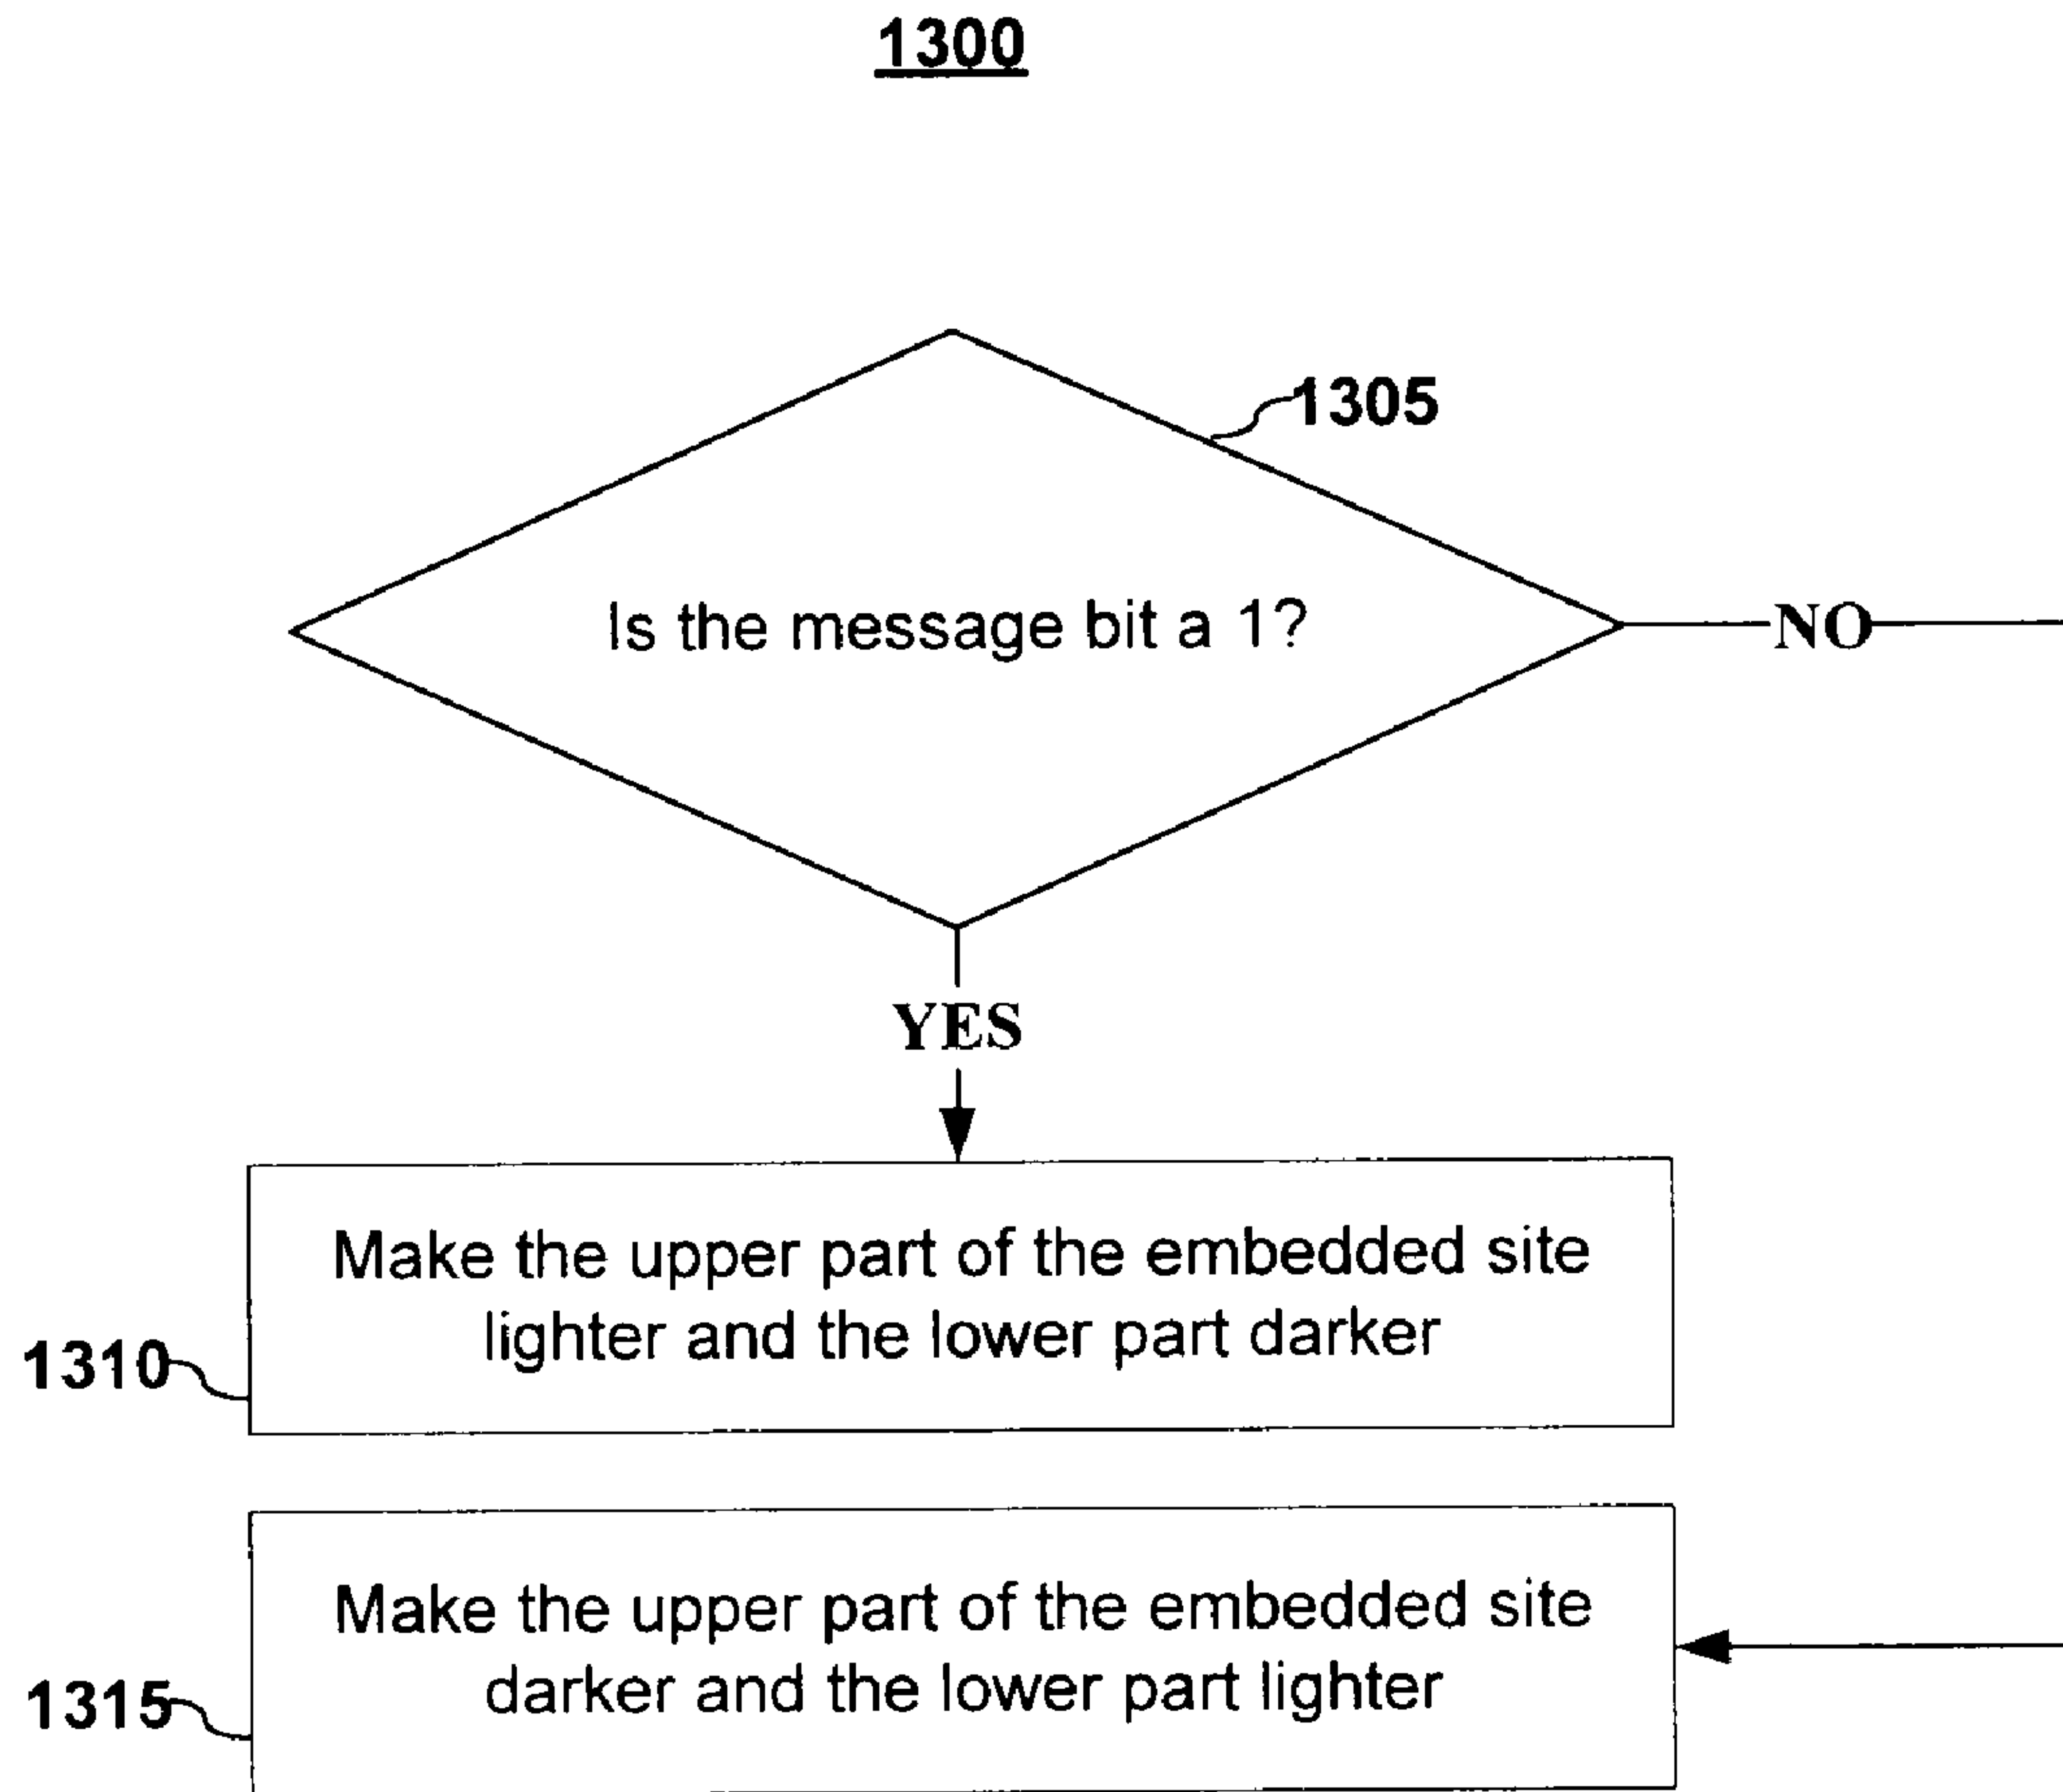 1300
1305
Is the message bit a 1?
NO
YES
Make the upper part of the embedded site
lighter and the lower part darker
1310
Make the upper part of the embedded site
darker and the lower part lighter
1315